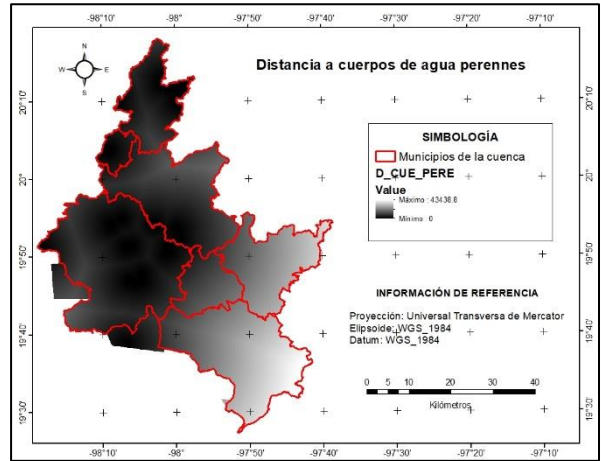 -98°10' -98° -97°50' -97°40' -97°30' -97°20' -97°10'
N
W E
S
Distancia a cuerpos de agua perennes
20°10'
20°10'
SIMBOLOGÍA
Municipios de la cuenca
D_CUE_PERE
Value
Máximo : 43438.8
Mínimo : 0
20°
20°
19°50'
19°50'
INFORMACIÓN DE REFERENCIA
Proyección: Universal Transversa de Mercator
Elipsoide: WGS_1984
Datum: WGS_1984
19°40'
19°40'
0 5 10 20 30 40
Kilómetros
19°30'
19°30'
-98°10' -98° -97°50' -97°40' -97°30' -97°20' -97°10'